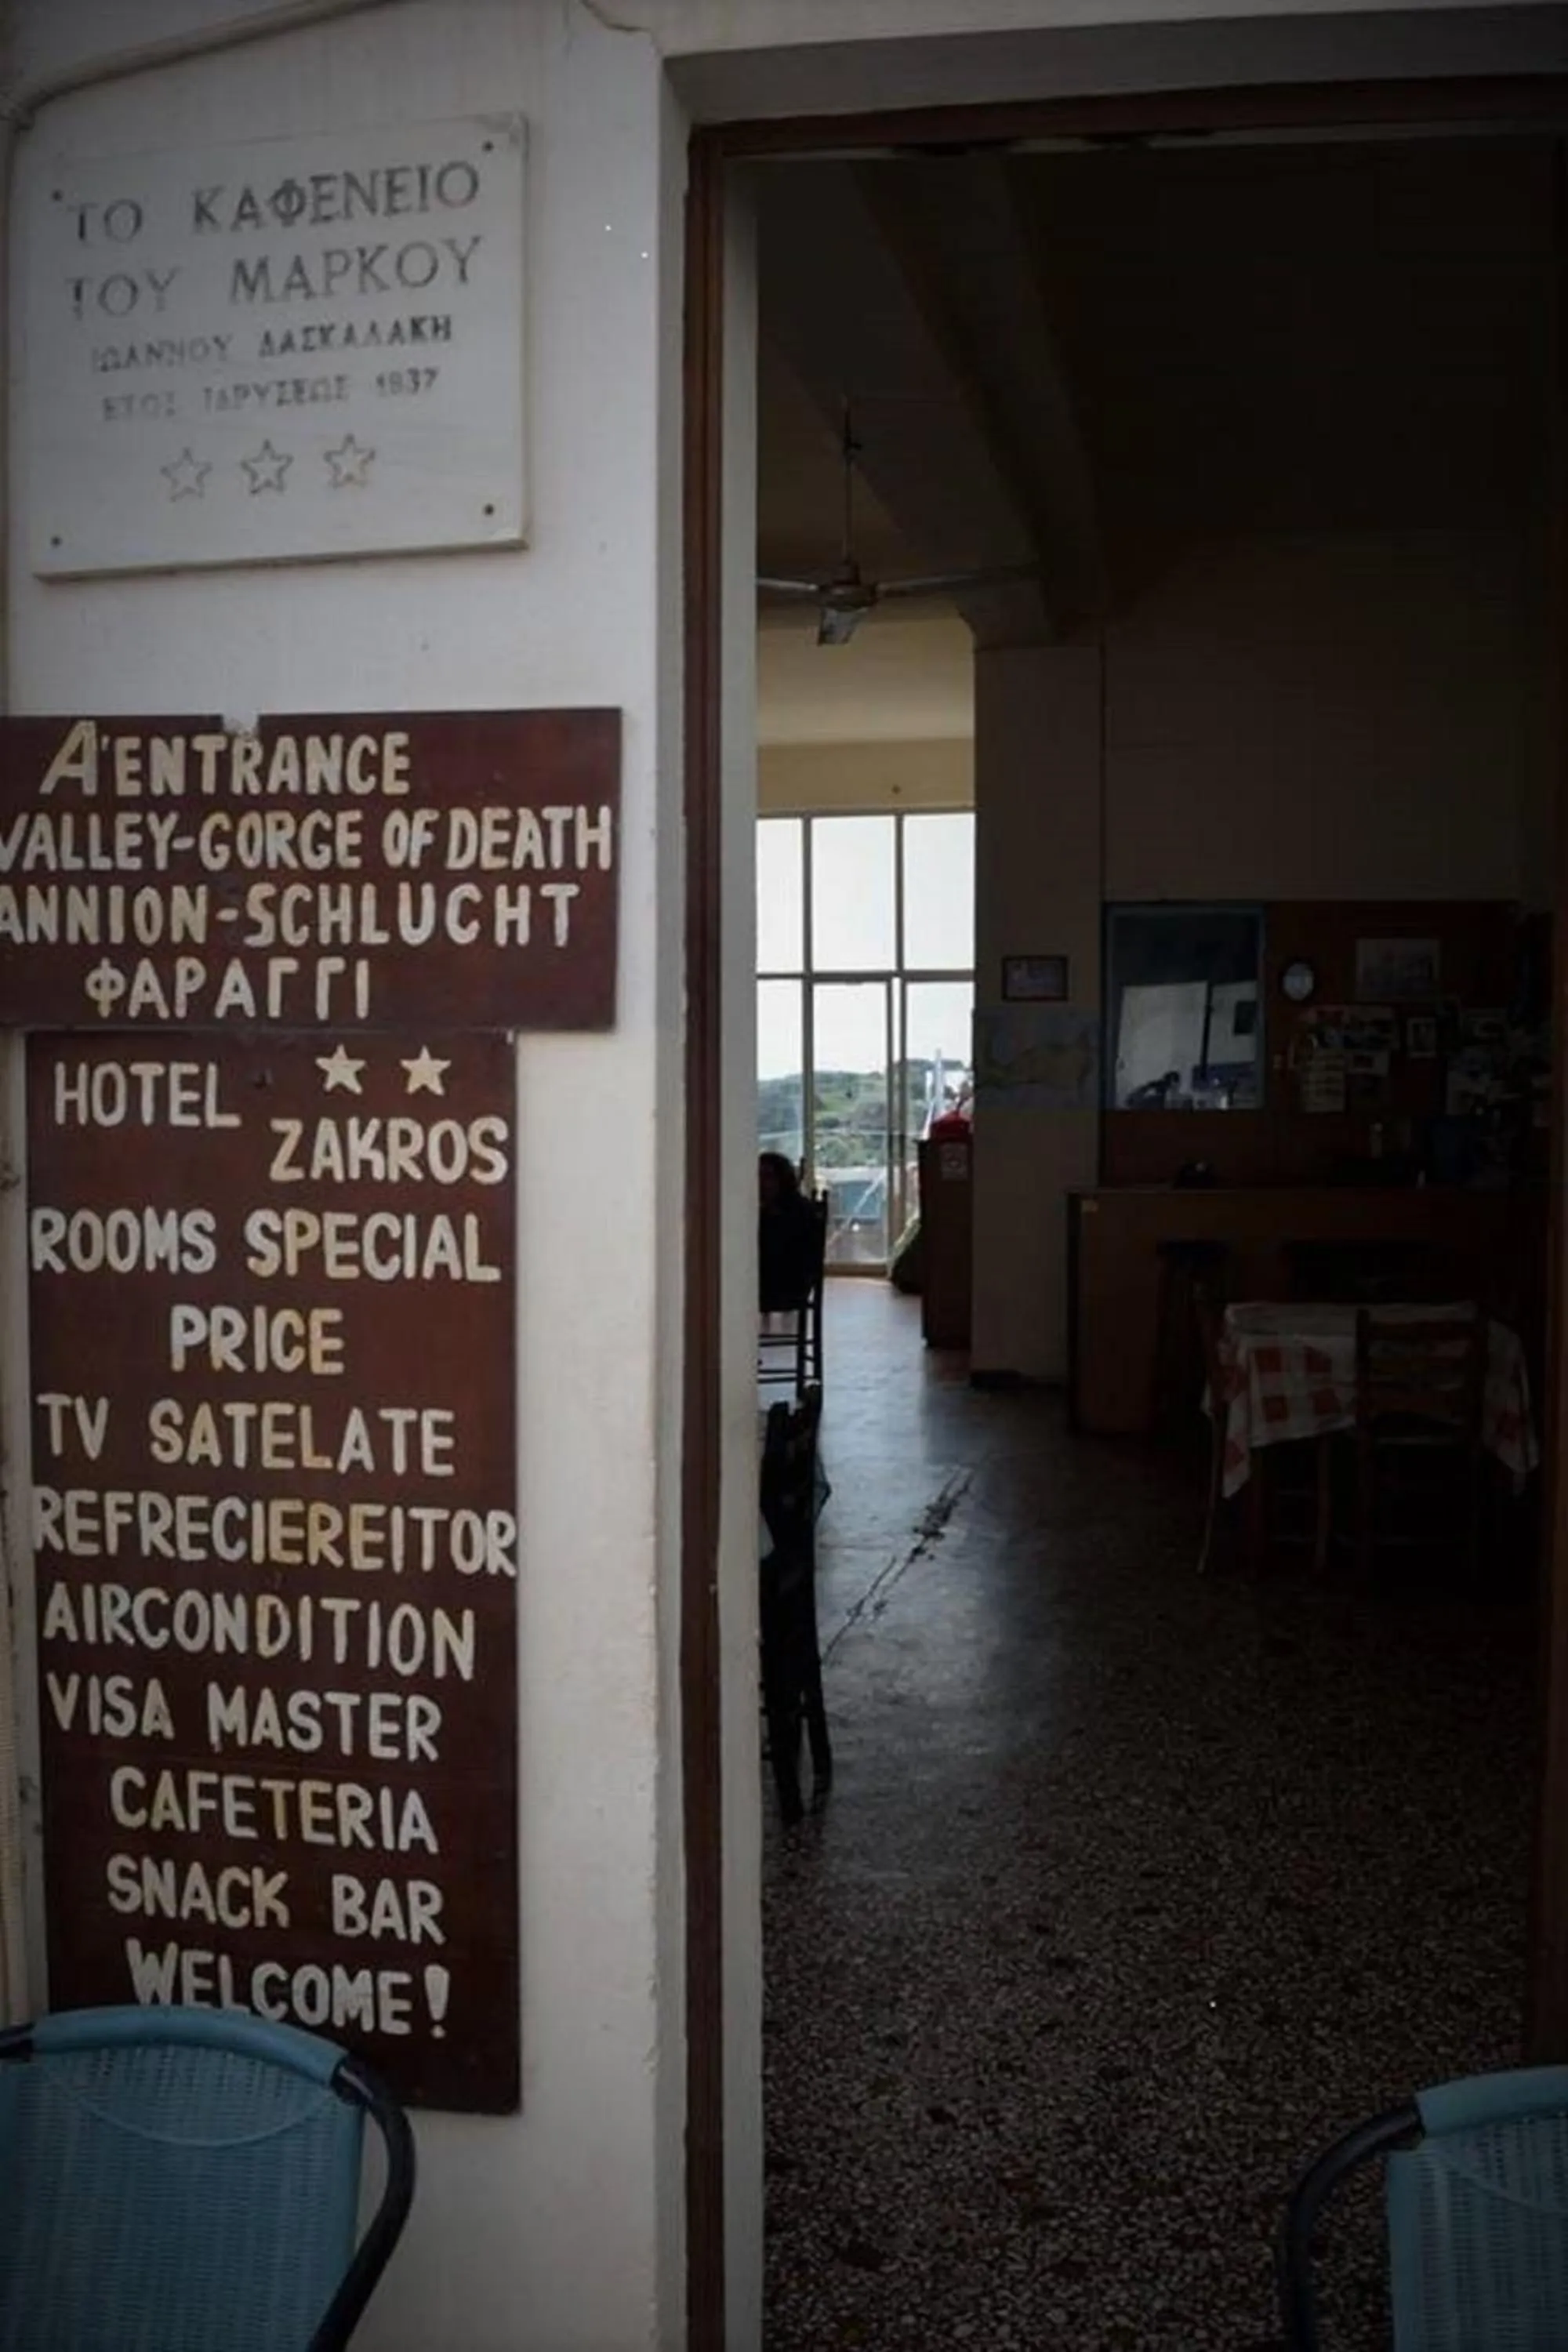 ΤΟ ΚΑΦΕΝΕΙΟ
ΤΟΥ ΜΑΡΚΟΥ
ΙΩΑΝΝΟΥ ΔΑΣΚΑΛΑΚΗ
ΕΤΟΣ ΙΔΡΥΣΕΩΣ 1937
A'ENTRANCE
VALLEY-GORGE OF DEATH
ANNION-SCHLUCHT
ΦΑΡΑΓΓΙ
HOTEL
ZAKROS
ROOMS SPECIAL
PRICE
TV SATELATE
REFRECIEREITOR
AIRCONDITION
VISA MASTER
CAFETERIA
SNACK BAR
WELCOME!